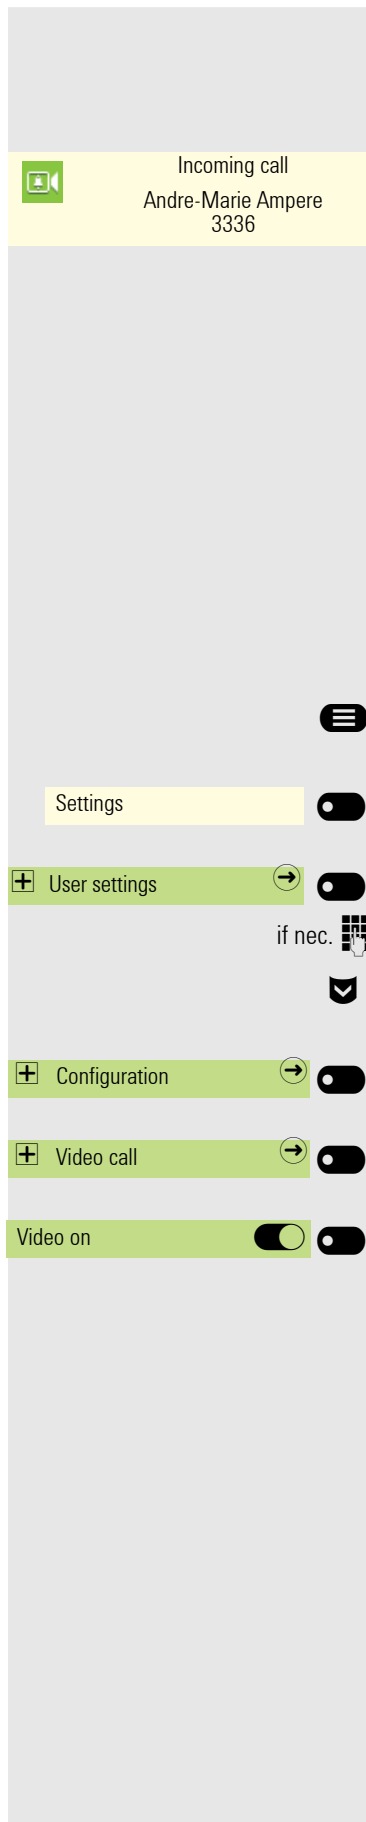 Incoming call
Andre-Marie Ampere
3336
Settings
User settings
if nec.
Configuration
Video call
Video on